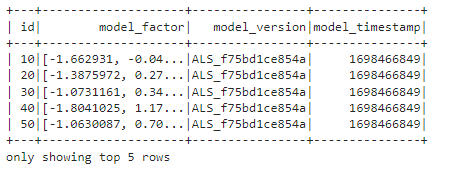 +---+--------------------+----------------+---------------+
| id|        model_factor|   model_version|model_timestamp|
+---+--------------------+----------------+---------------+
| 10|[-1.662931, -0.04...|ALS_f75bd1ce854a|     1698466849|
| 20|[-1.3875972, 0.27...|ALS_f75bd1ce854a|     1698466849|
| 30|[-1.0731161, 0.34...|ALS_f75bd1ce854a|     1698466849|
| 40|[-1.8041025, 1.17...|ALS_f75bd1ce854a|     1698466849|
| 50|[-1.0630087, 0.70...|ALS_f75bd1ce854a|     1698466849|
+---+--------------------+----------------+---------------+
only showing top 5 rows